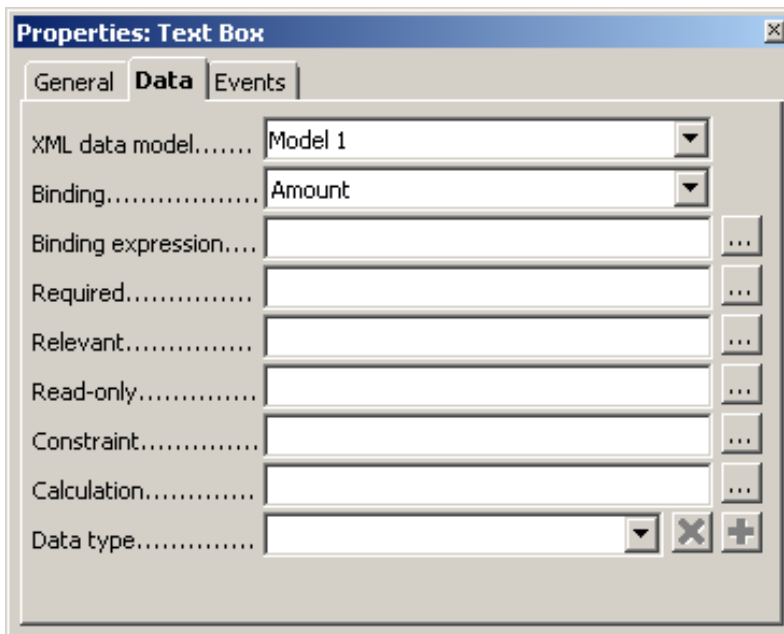 Properties: Text Box
General Data Events
XML data model....... Model 1
Binding.................. Amount
Binding expression.... ...
Required............... ...
Relevant............... ...
Read-only.............. ...
Constraint.............. ...
Calculation............. ...
Data type..............